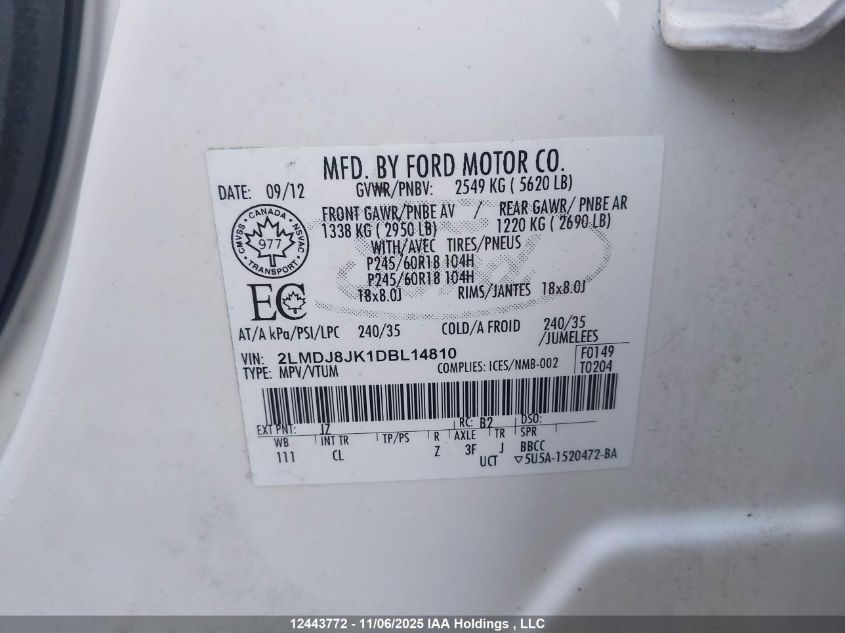 MFD. BY FORD MOTOR CO.
DATE: 09/12 GVWR/PNBV: 2549 KG ( 5620 LB)
FRONT GAWR/PNBE AV / REAR GAWR/ PNBE AR
1338 KG ( 2950 LB) 1220 KG ( 2690 LB)
WITH/AVEC TIRES/PNEUS
P245/60R18 104H
P245/60R18 104H
18x8.0J RIMS/JANTES 18x8.0J
CANADA
CMVSS NSVAC
977
TRANSPORT
EC
AT/A kPa/PSI/LPC 240/35 COLD/A FROID 240/35
/JUMELEES
VIN: 2LMDJ8JK1DBL14810 F0149
TYPE: MPV/VTUM COMPLIES: ICES/NMB-002 T0204
EXT PNT: JZ RC: B2 DSO:
WB INT TR TP/PS R AXLE TR SPR
111 CL Z 3F J BBCC
UCT ▽5U5A-1520472-BA
12443772 - 11/06/2025 IAA Holdings , LLC